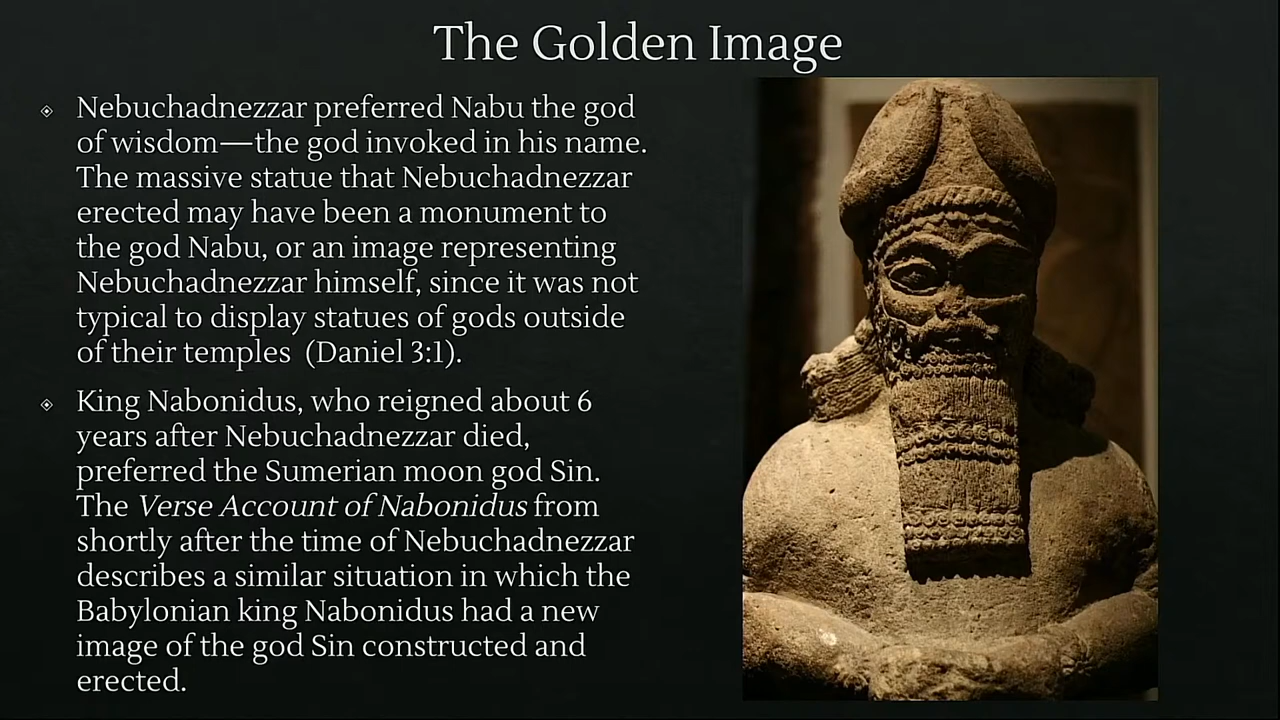 The Golden Image
Nebuchadnezzar preferred Nabu the god
of wisdom—the god invoked in his name.
The massive statue that Nebuchadnezzar
erected may have been a monument to
the god Nabu, or an image representing
Nebuchadnezzar himself, since it was not
typical to display statues of gods outside
of their temples (Daniel 3:1).
King Nabonidus, who reigned about 6
years after Nebuchadnezzar died,
preferred the Sumerian moon god Sin.
The Verse Account of Nabonidus from
shortly after the time of Nebuchadnezzar
describes a similar situation in which the
Babylonian king Nabonidus had a new
image of the god Sin constructed and
erected.